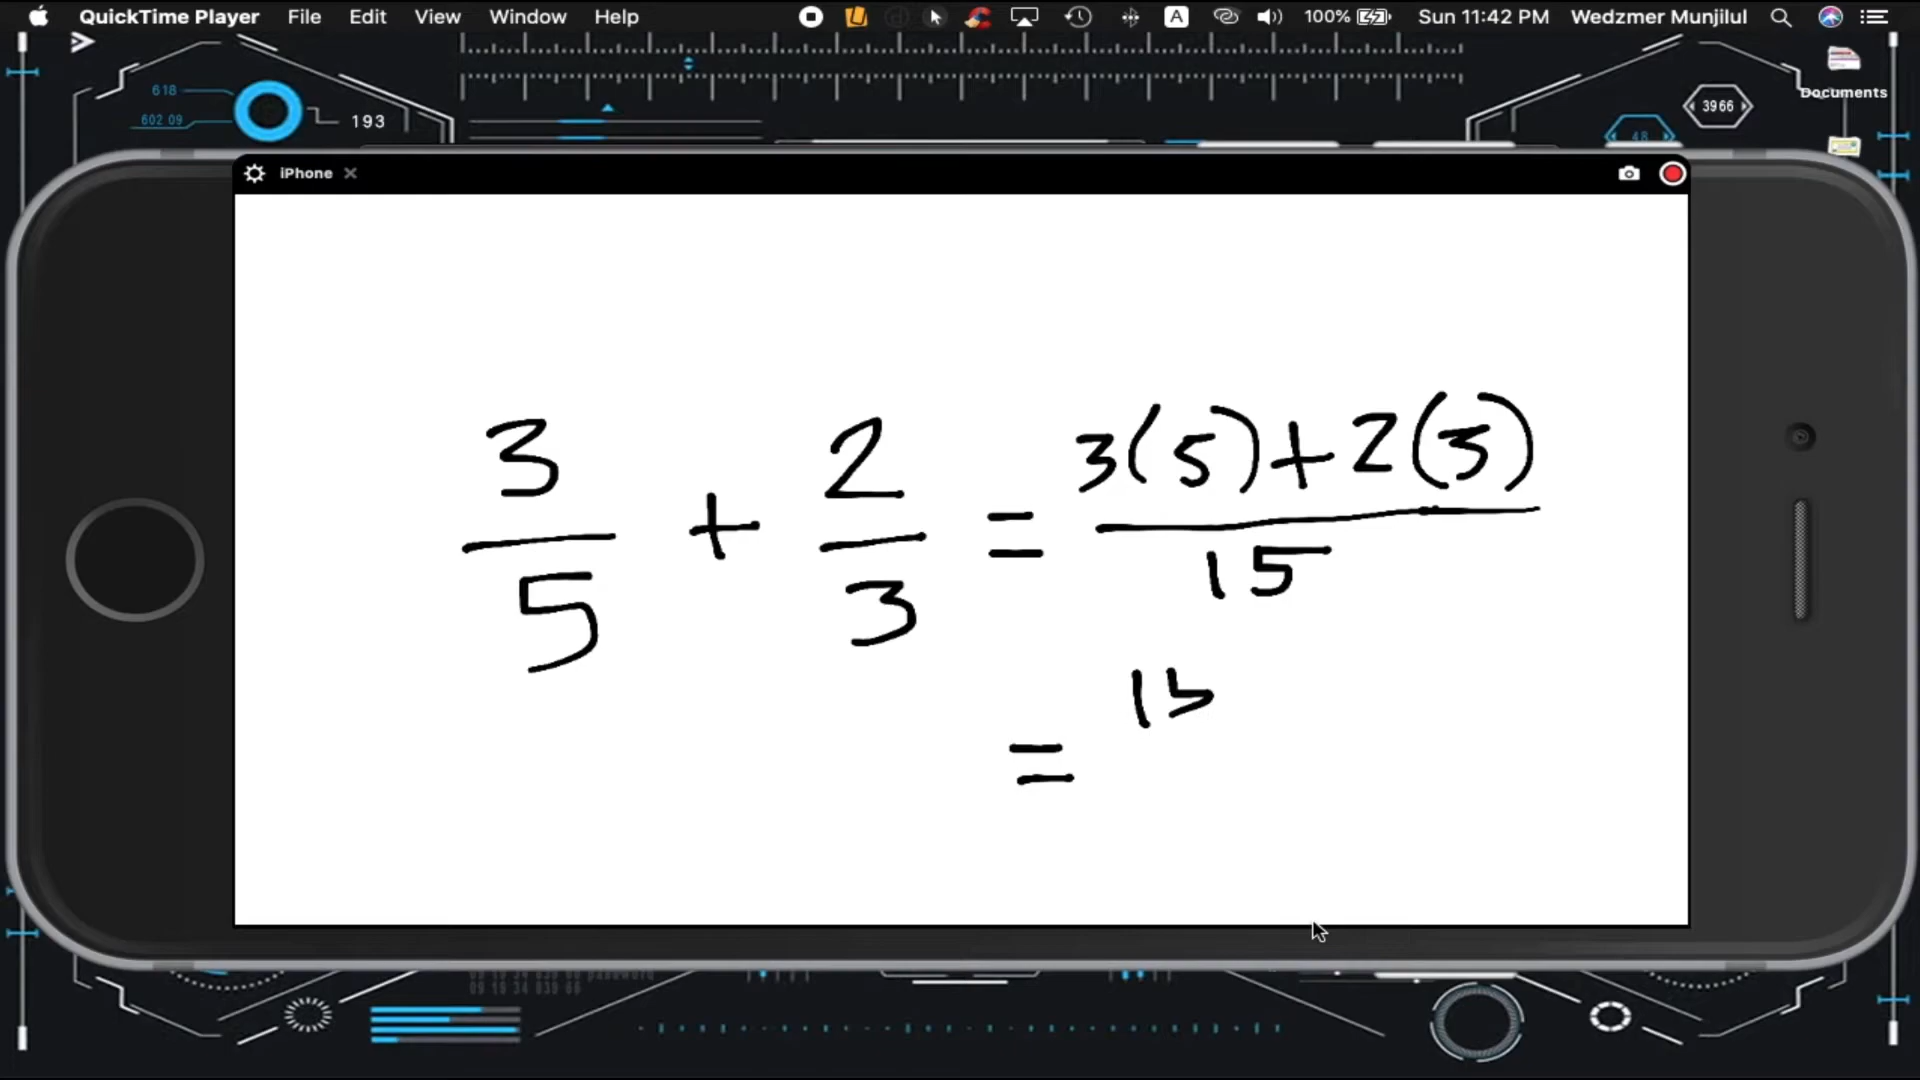 QuickTime Player File Edit View Window Help A 100% Sun 11:42 PM Wedzmer Munjilul
618
602 09
193
3966
48
Documents
iPhone
3/5 + 2/3 = 3(5)+2(3)/15
= 15